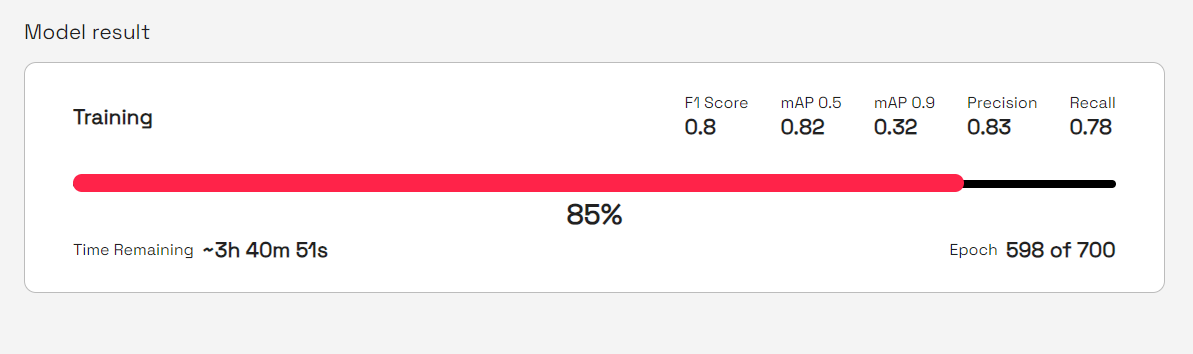 Model result
Training
F1 Score mAP 0.5 mAP 0.9 Precision Recall
0.8 0.82 0.32 0.83 0.78
85%
Time Remaining ~3h 40m 51s Epoch 598 of 700